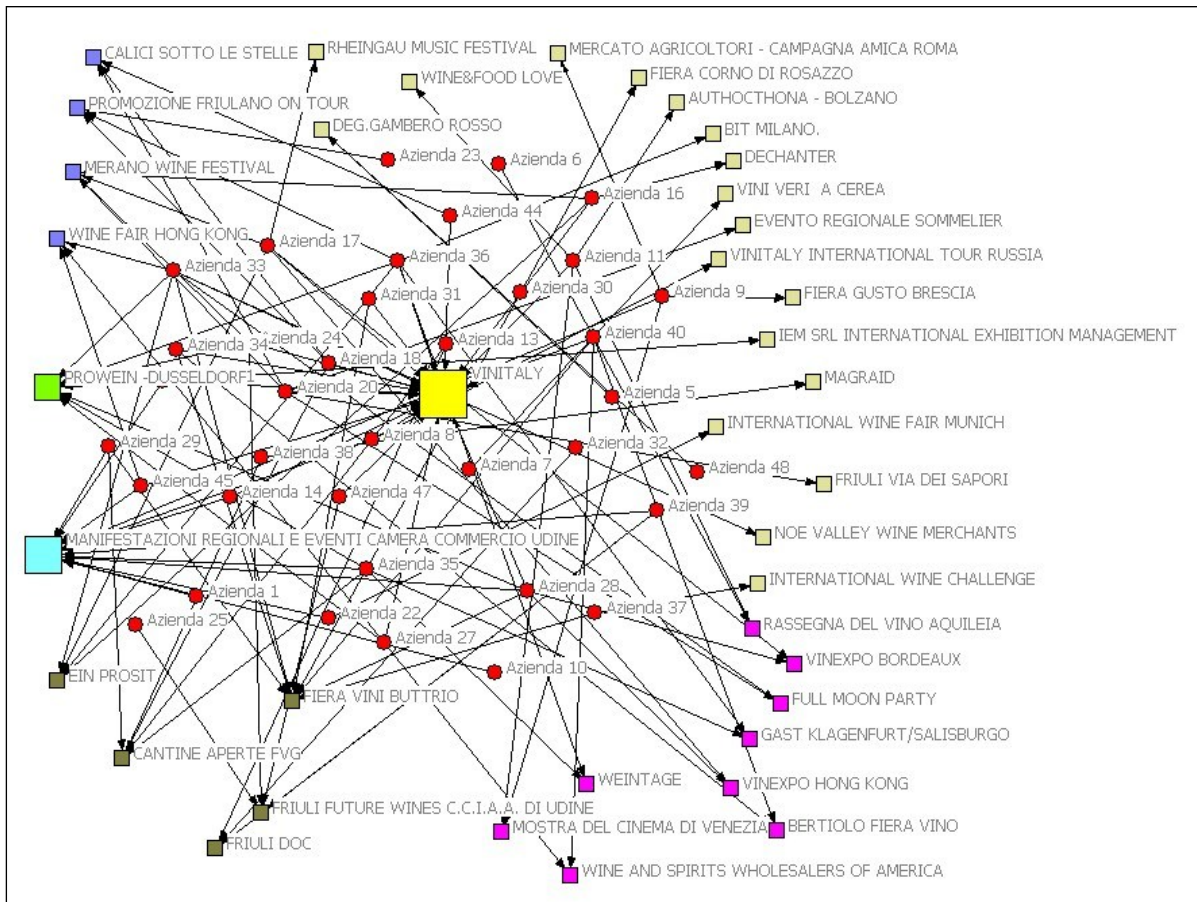 CALICI SOTTO LE STELLE
RHEINGAU MUSIC FESTIVAL
MERCATO AGRICOLTORI - CAMPAGNA AMICA ROMA
WINE&FOOD LOVE
FIERA CORNO DI ROSAZZO
PROMOZIONE FRIULANO ON TOUR
AUTHOCTHONA - BOLZANO
DEG.GAMBERO ROSSO
BIT MILANO.
Azienda 23
Azienda 6
DECHANTER
MERANO WINE FESTIVAL
Azienda 16
VINI VERI A CEREA
Azienda 44
EVENTO REGIONALE SOMMELIER
WINE FAIR HONG KONG
Azienda 17
Azienda 36
Azienda 11
VINITALY INTERNATIONAL TOUR RUSSIA
Azienda 33
Azienda 31
Azienda 30
Azienda 9
FIERA GUSTO BRESCIA
Azienda 34
Azienda 24
Azienda 18
Azienda 13
Azienda 40
IEM SRL INTERNATIONAL EXHIBITION MANAGEMENT
PROWEIN -DUSSELDORF1
Azienda 20
VINITALY
Azienda 5
MAGRAID
Azienda 29
Azienda 38
Azienda 8
Azienda 32
INTERNATIONAL WINE FAIR MUNICH
Azienda 45
Azienda 14
Azienda 47
Azienda 7
Azienda 48
FRIULI VIA DEI SAPORI
Azienda 39
MANIFESTAZIONI REGIONALI E EVENTI CAMERA COMMERCIO UDINE
NOE VALLEY WINE MERCHANTS
Azienda 35
Azienda 1
Azienda 28
INTERNATIONAL WINE CHALLENGE
Azienda 25
Azienda 22
Azienda 37
Azienda 27
RASSEGNA DEL VINO AQUILEIA
EIN PROSIT
Azienda 10
VINEXPO BORDEAUX
FIERA VINI BUTTRIO
FULL MOON PARTY
GAST KLAGENFURT/SALISBURGO
CANTINE APERTE FVG
WEINTAGE
VINEXPO HONG KONG
FRIULI FUTURE WINES C.C.I.A.A. DI UDINE
MOSTRA DEL CINEMA DI VENEZIA
BERTIOLO FIERA VINO
FRIULI DOC
WINE AND SPIRITS WHOLESALERS OF AMERICA